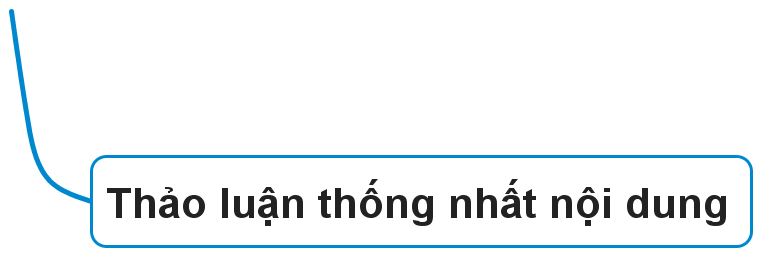 Thảo luận thống nhất nội dung